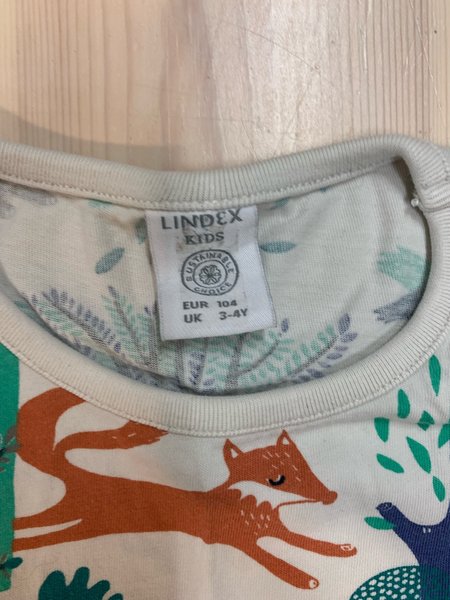 LINDEX
KIDS
SUSTAINABLE
CHOICE
EUR 104
UK 3-4Y